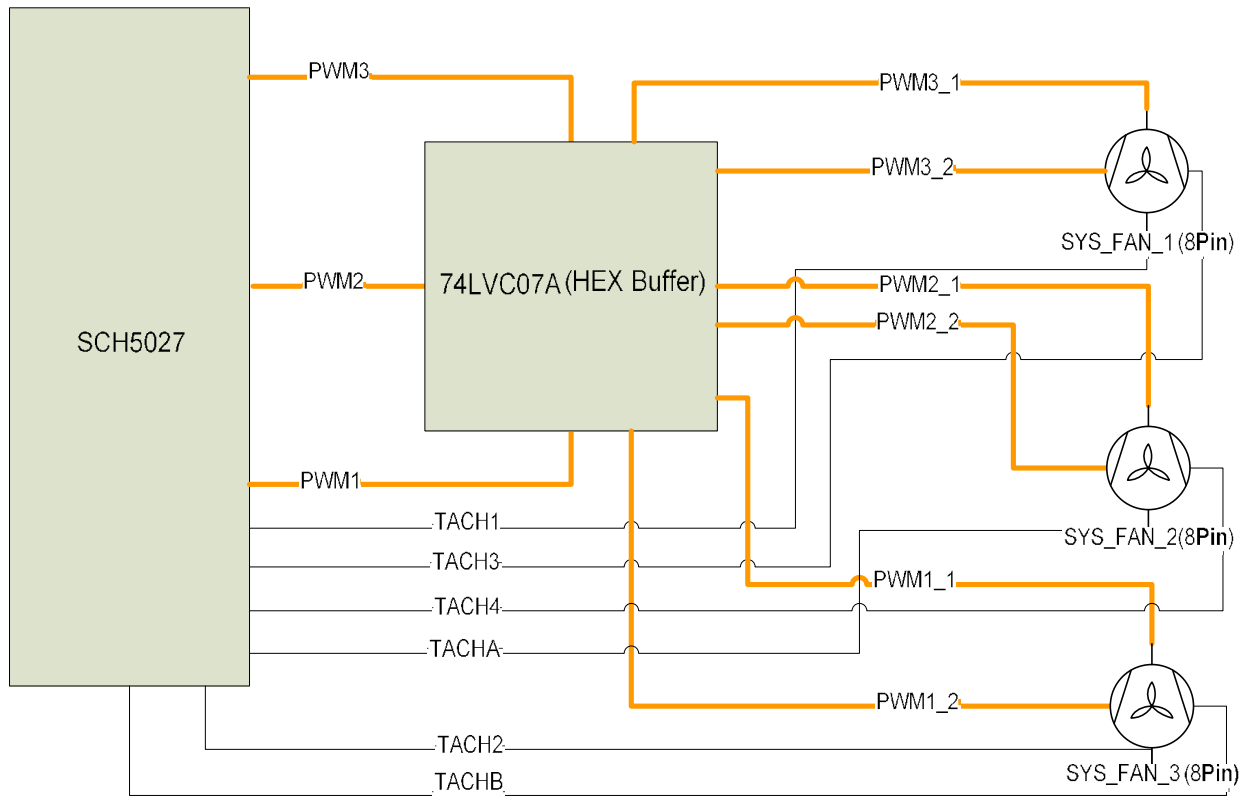 PWM3
PWM3_1
PWM3_2
SYS_FAN_1(8Pin)
PWM2
74LVC07A(HEX Buffer)
PWM2_1
PWM2_2
SCH5027
PWM1
TACH1
SYS_FAN_2(8Pin)
TACH3
PWM1_1
TACH4
TACHA
PWM1_2
TACH2
SYS_FAN_3(8Pin)
TACHB